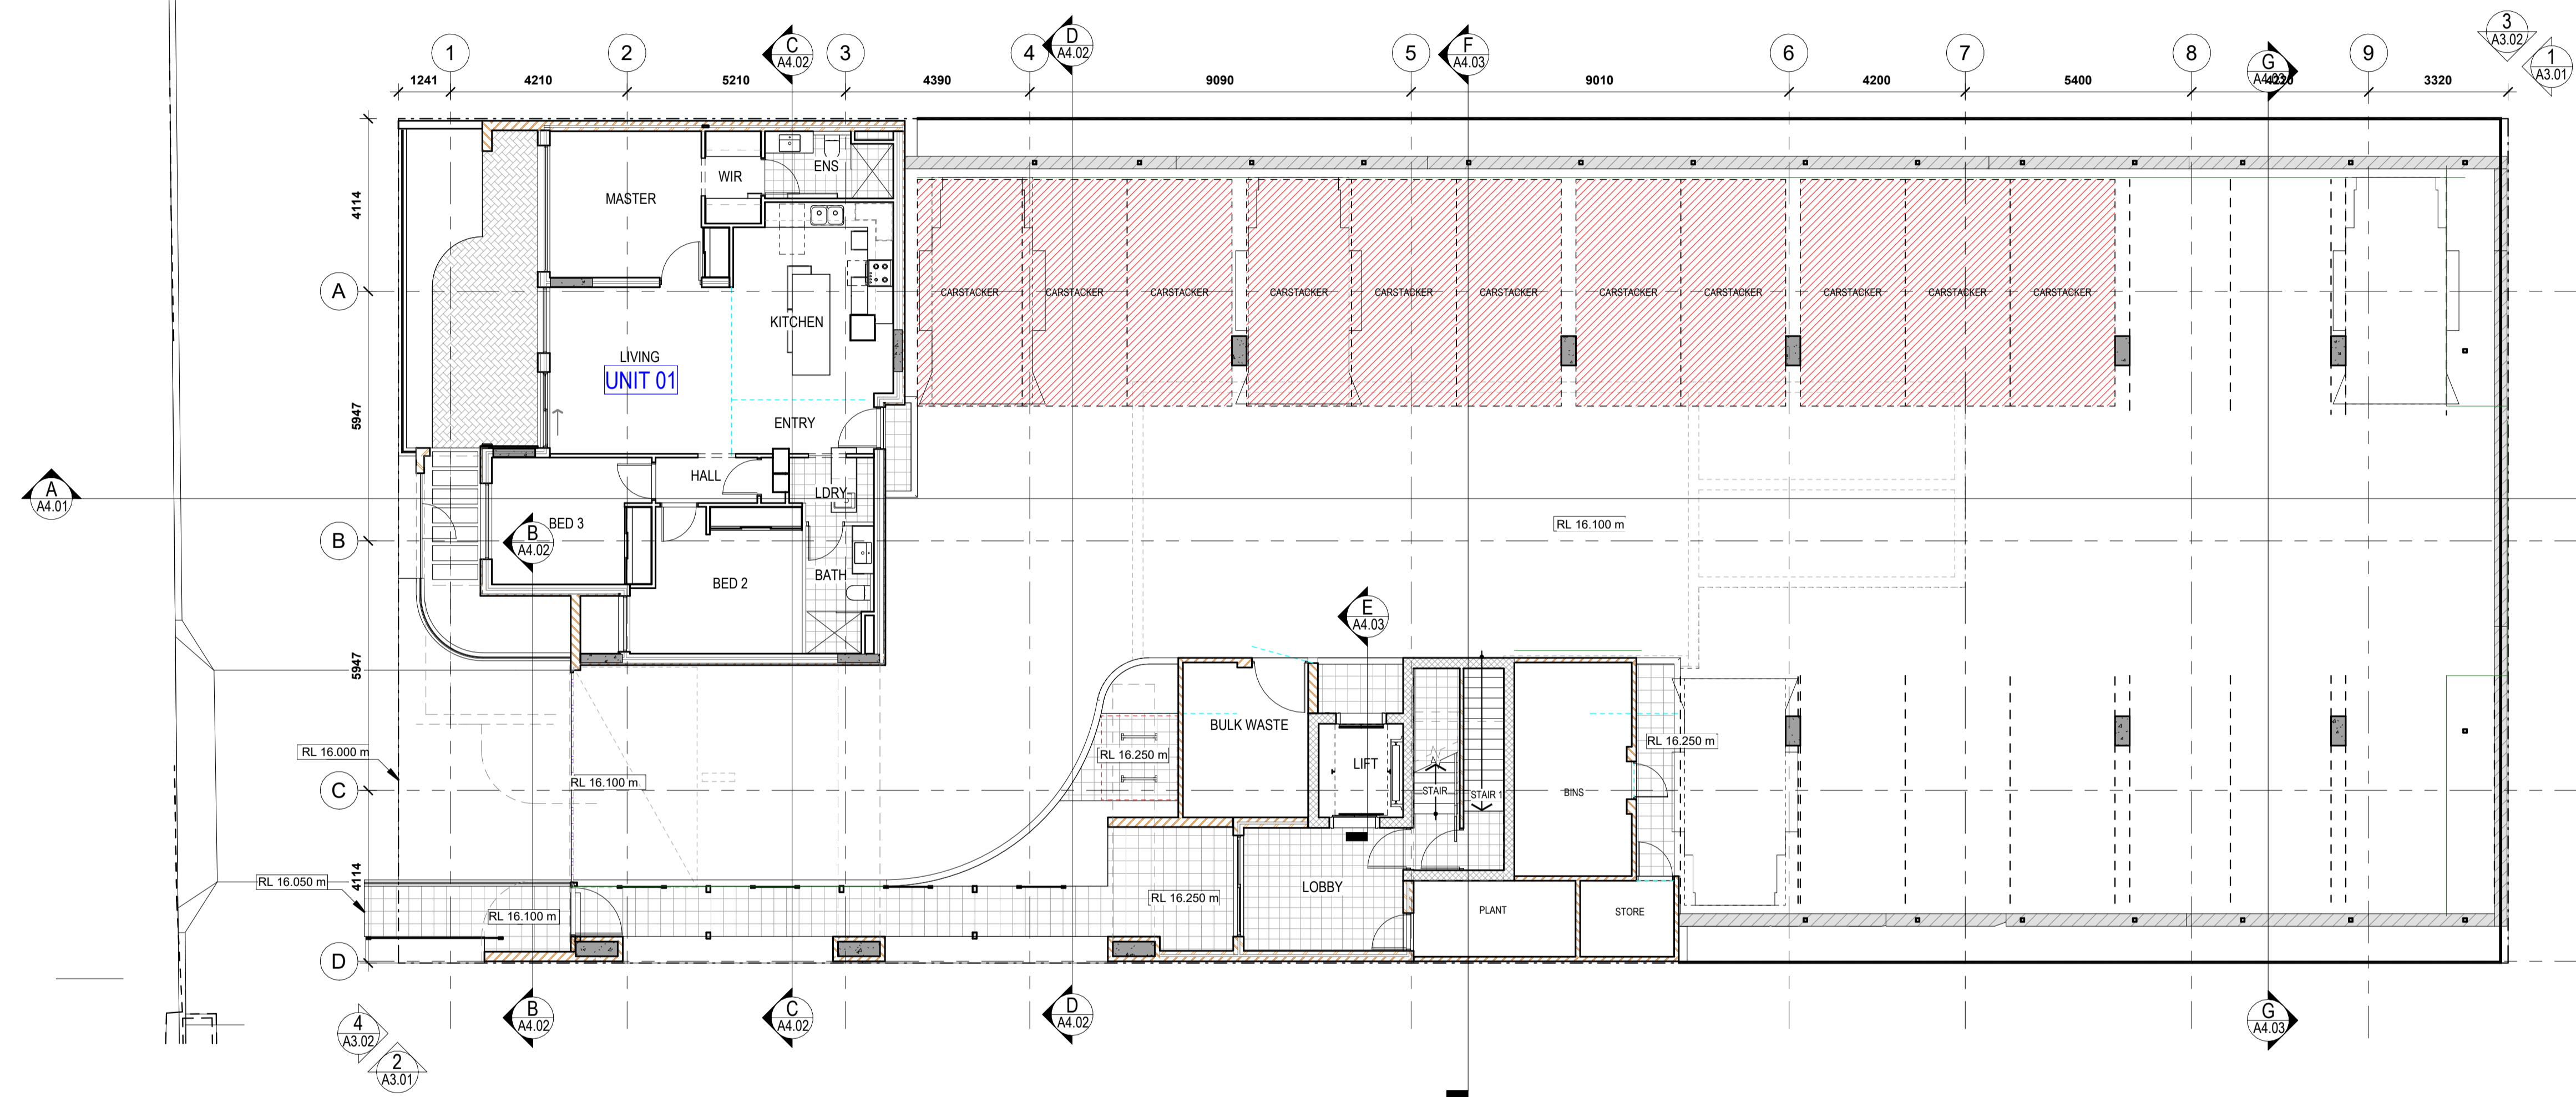 3
A3.02
1
A3.01
1
2
C
A4.02
3
4
D
A4.02
5
F
A4.03
6
7
8
G
A4.03
9
1241
4210
5210
4390
9090
9010
4200
5400
4220
3320
4114
5947
5947
4114
A
B
C
D
A
A4.01
MASTER
WIR
ENS
KITCHEN
LIVING
UNIT 01
ENTRY
HALL
LDRY
BED 3
B
A4.02
BED 2
BATH
CARSTACKER
CARSTACKER
CARSTACKER
CARSTACKER
CARSTACKER
CARSTACKER
CARSTACKER
CARSTACKER
CARSTACKER
CARSTACKER
CARSTACKER
RL 16.100 m
E
A4.03
BULK WASTE
RL 16.250 m
LIFT
STAIR
STAIR 1
BINS
RL 16.250 m
RL 16.000 m
RL 16.100 m
RL 16.050 m
RL 16.100 m
RL 16.250 m
LOBBY
PLANT
STORE
B
A4.02
C
A4.02
D
A4.02
G
A4.03
4
A3.02
2
A3.01